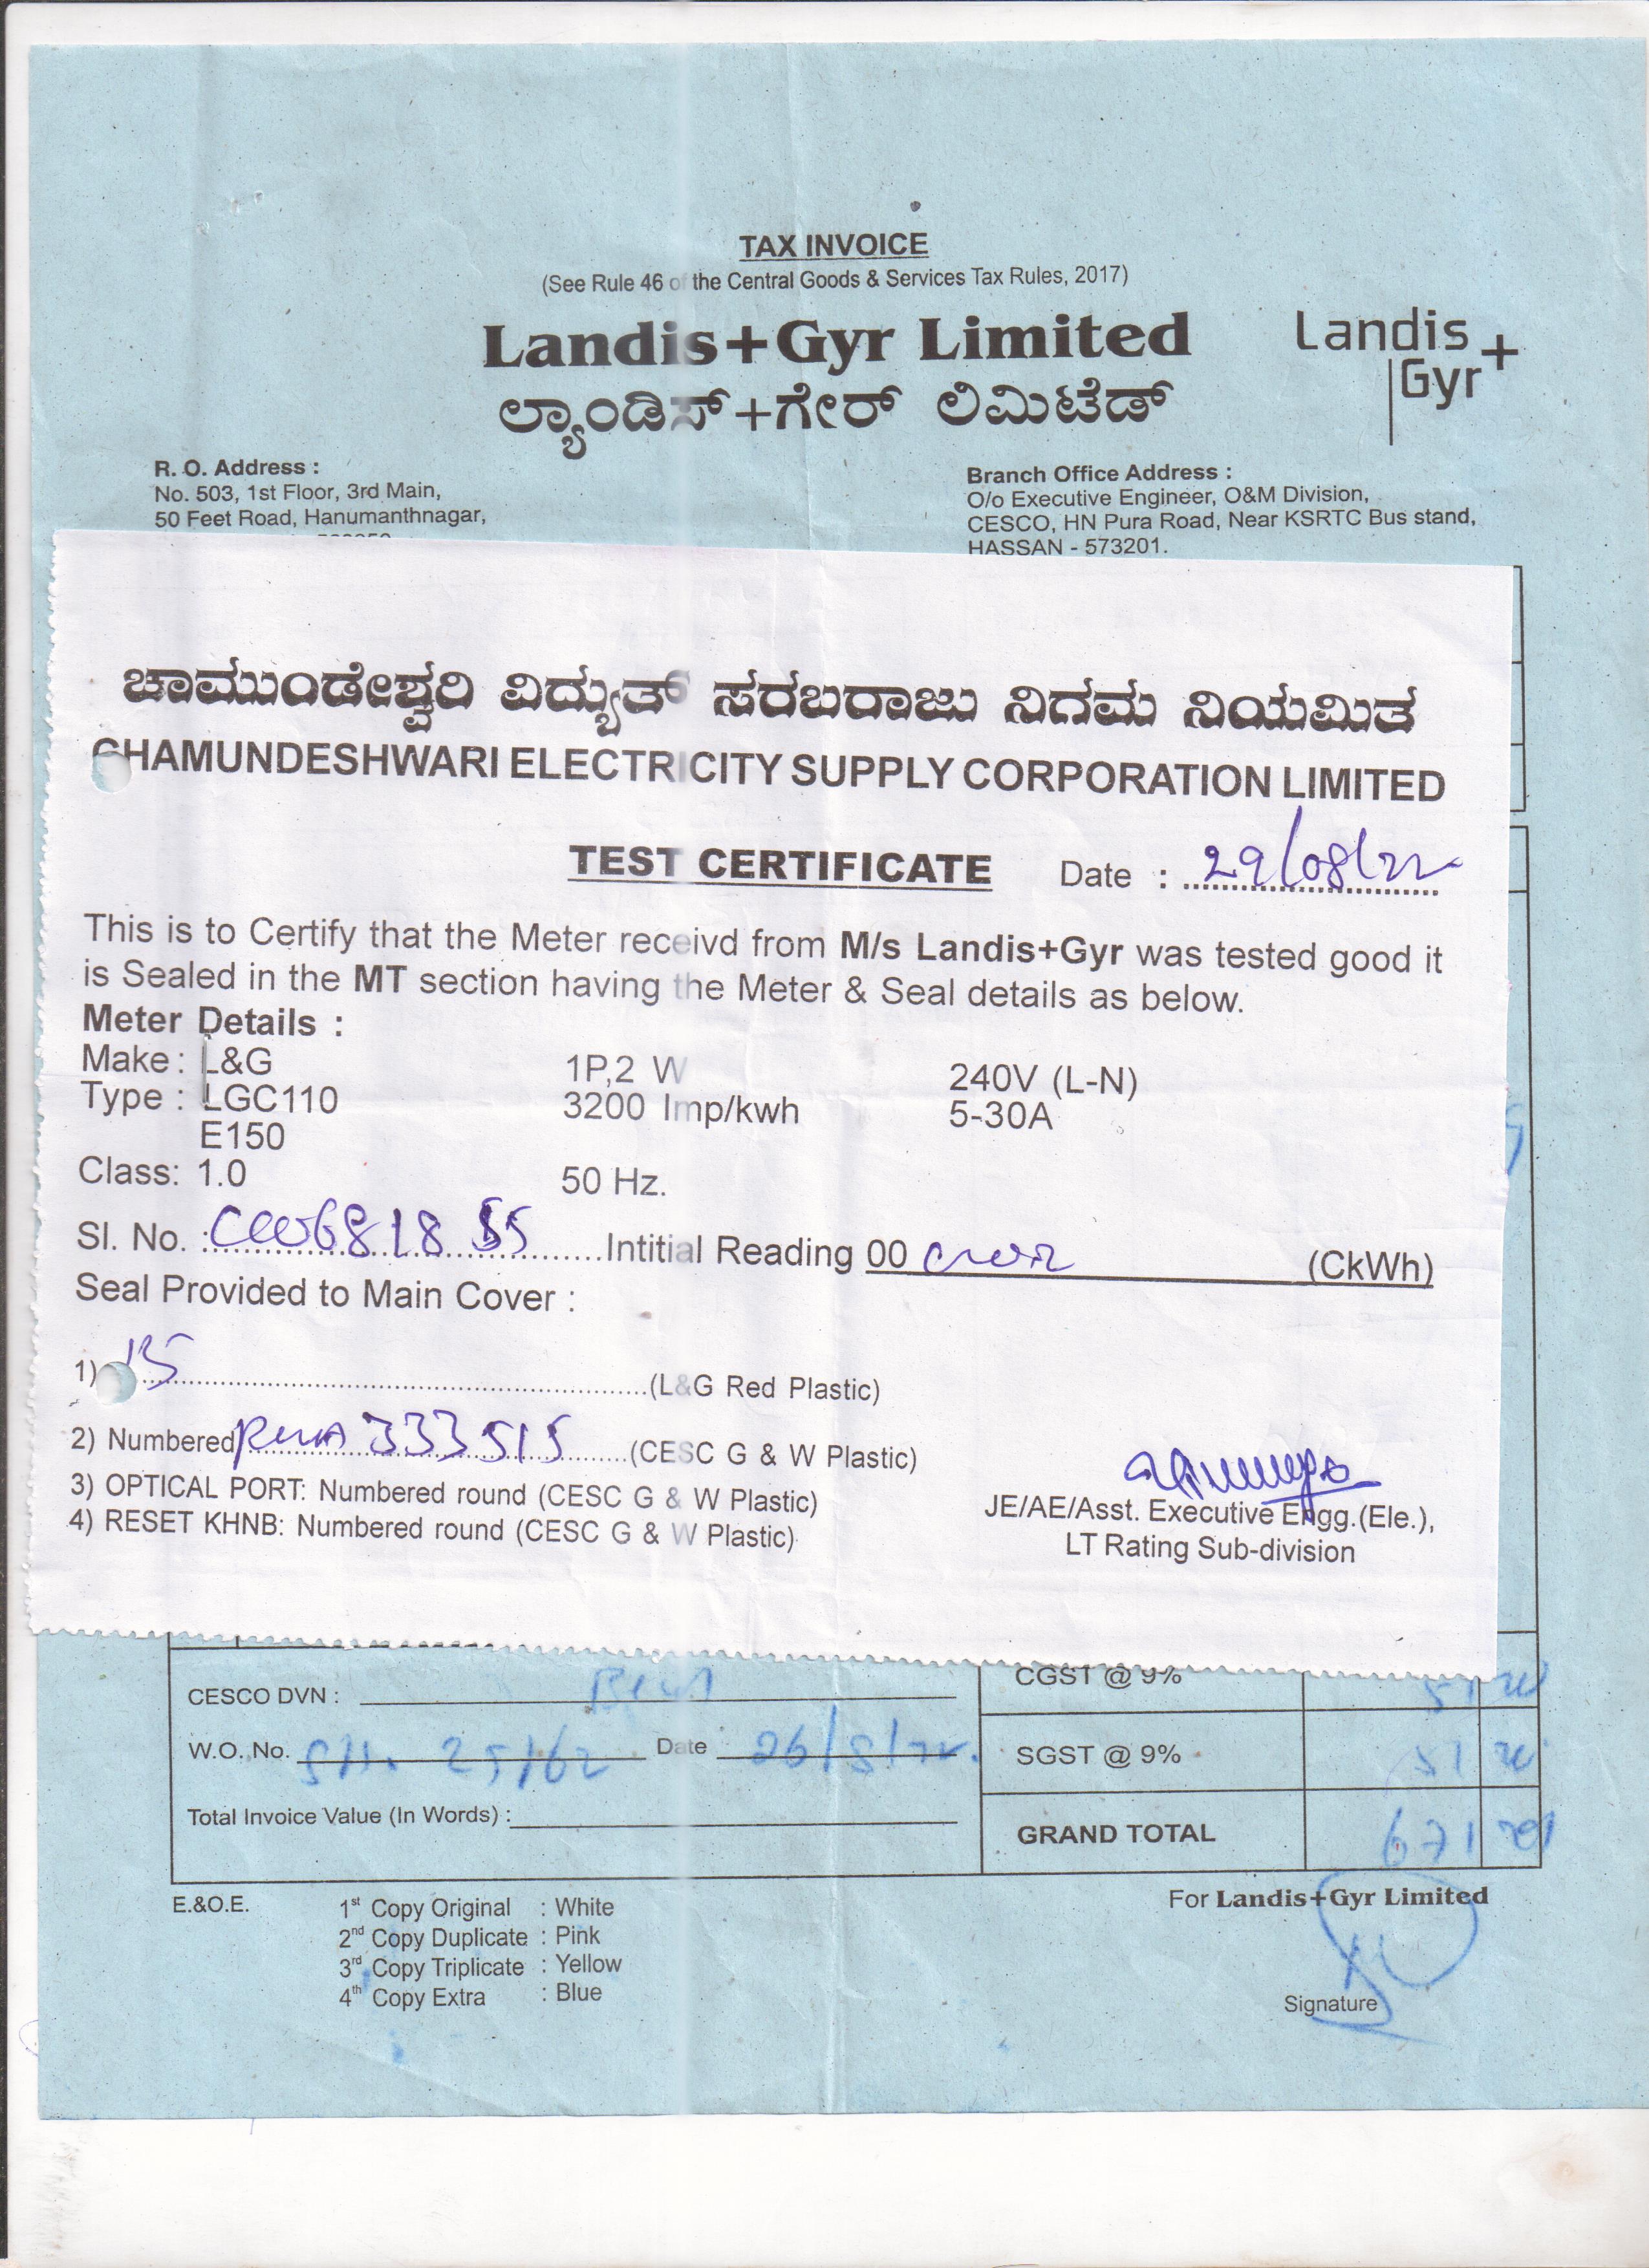 TAX INVOICE
(See Rule 46 of the Central Goods & Services Tax Rules, 2017)
Landis+Gyr Limited
Landis
Gyr+
ಲ್ಯಾಂಡಿಸ್+ಗೇರ್ ಲಿಮಿಟೆಡ್
R. O. Address :
No. 503, 1st Floor, 3rd Main,
50 Feet Road, Hanumanthnagar,
Branch Office Address :
O/o Executive Engineer, O&M Division,
CESCO, HN Pura Road, Near KSRTC Bus stand,
HASSAN - 573201.
ಚಾಮುಂಡೇಶ್ವರಿ ವಿದ್ಯುತ್ ಸರಬರಾಜು ನಿಗಮ ನಿಯಮಿತ
CHAMUNDESHWARI ELECTRICITY SUPPLY CORPORATION LIMITED
TEST CERTIFICATE Date : 29/08/22
This is to Certify that the Meter receivd from M/s Landis+Gyr was tested good it
is Sealed in the MT section having the Meter & Seal details as below.
Meter Details :
Make : L&G 1P,2 W 240V (L-N)
Type : LGC110 3200 Imp/kwh 5-30A
E150
Class: 1.0 50 Hz.
Sl. No. : Intitial Reading 00 (CkWh)
Seal Provided to Main Cover :
1) (L&G Red Plastic)
2) Numbered 333515 (CESC G & W Plastic)
3) OPTICAL PORT: Numbered round (CESC G & W Plastic)
4) RESET KHNB: Numbered round (CESC G & W Plastic)
JE/AE/Asst. Executive Engg.(Ele.),
LT Rating Sub-division
CESCO DVN :
CGST @ 9%
W.O. No. 25162 Date 26/8/22
SGST @ 9%
Total Invoice Value (In Words) :
GRAND TOTAL 671
E.&O.E.
1st Copy Original : White
2nd Copy Duplicate : Pink
3rd Copy Triplicate : Yellow
4th Copy Extra : Blue
For Landis+Gyr Limited
Signature